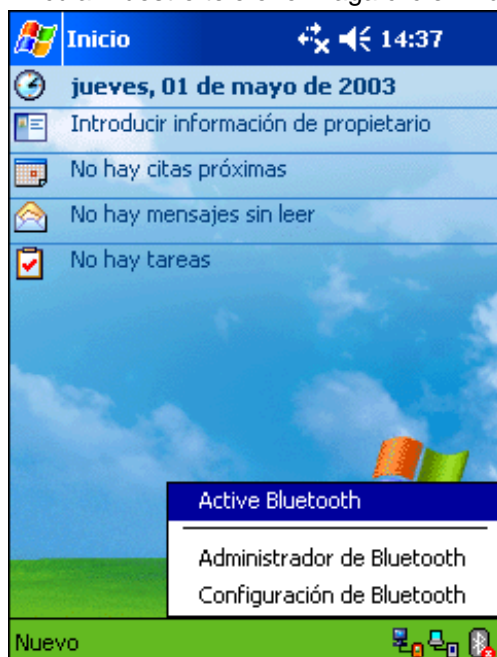 Inicio 14:37
jueves, 01 de mayo de 2003
Introducir información de propietario
No hay citas próximas
No hay mensajes sin leer
No hay tareas
Active Bluetooth
Administrador de Bluetooth
Configuración de Bluetooth
Nuevo